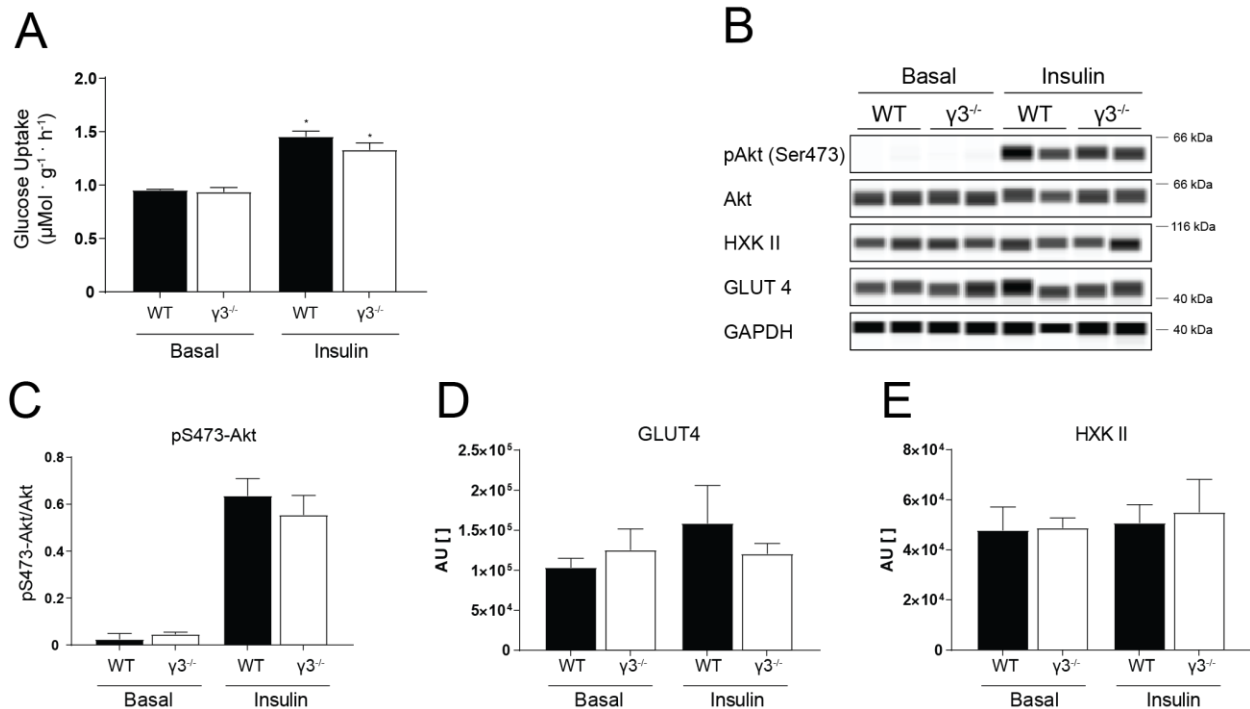 A
Glucose Uptake
(µMol · g⁻¹ · h⁻¹)
2.0
1.5
1.0
0.5
0
* *
WT γ3⁻/⁻ WT γ3⁻/⁻
Basal Insulin
B
Basal Insulin
WT γ3⁻/⁻ WT γ3⁻/⁻
pAkt (Ser473) 66 kDa
Akt 66 kDa
HXK II 116 kDa
GLUT 4 40 kDa
GAPDH 40 kDa
C
pS473-Akt
pS473-Akt/Akt
0.8
0.6
0.4
0.2
0
WT γ3⁻/⁻ WT γ3⁻/⁻
Basal Insulin
D
GLUT4
AU [ ]
2.5×10⁵
2×10⁵
1.5×10⁵
1×10⁵
5×10⁴
0
WT γ3⁻/⁻ WT γ3⁻/⁻
Basal Insulin
E
HXK II
AU [ ]
8×10⁴
6×10⁴
4×10⁴
2×10⁴
0
WT γ3⁻/⁻ WT γ3⁻/⁻
Basal Insulin